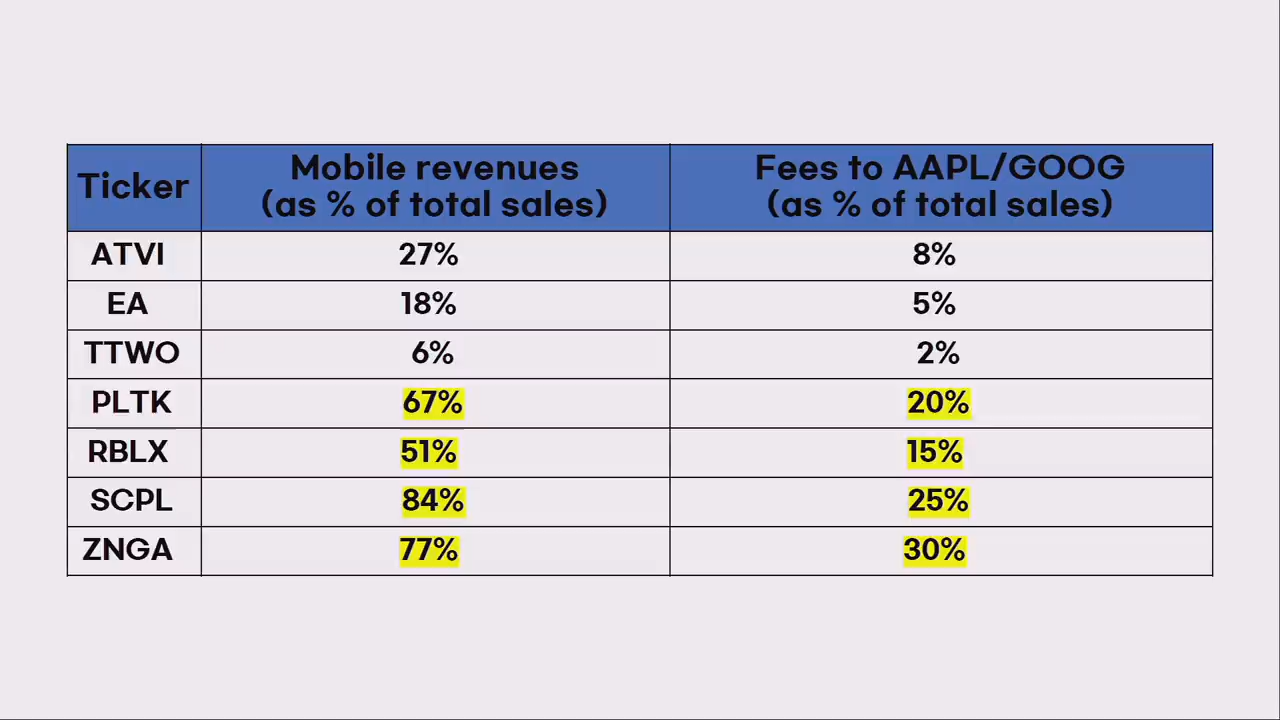 Ticker
Mobile revenues
(as % of total sales)
Fees to AAPL/GOOG
(as % of total sales)
ATVI 27% 8%
EA 18% 5%
TTWO 6% 2%
PLTK 67% 20%
RBLX 51% 15%
SCPL 84% 25%
ZNGA 77% 30%